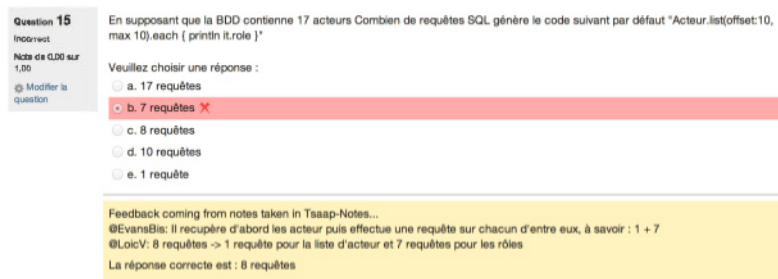 Question 15
Incorrect
Note de 0,00 sur
1,00
Modifier la
question
En supposant que la BDD contienne 17 acteurs Combien de requêtes SQL génère le code suivant par défaut "Acteur.list(offset:10,
max 10).each { println it.role }"
Veuillez choisir une réponse :
a. 17 requêtes
b. 7 requêtes
c. 8 requêtes
d. 10 requêtes
e. 1 requête
Feedback coming from notes taken in Tsaap-Notes...
@EvansBis: Il recupère d'abord les acteur puis effectue une requête sur chacun d'entre eux, à savoir : 1 + 7
@LoicV: 8 requêtes -> 1 requête pour la liste d'acteur et 7 requêtes pour les rôles
La réponse correcte est : 8 requêtes